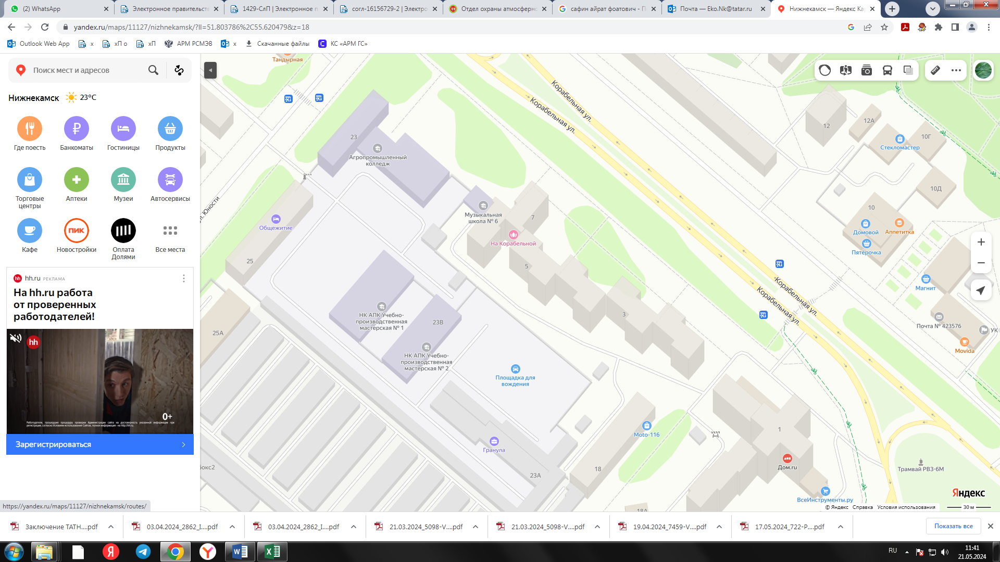 (2) WhatsApp
Электронное правительств
1429-СлП | Электронное п
согл-16156729-2 | Электро
Отдел охраны атмосферн
сафин айрат фоатович - П
Почта — Eko.Nk@tatar.ru
Нижнекамск — Яндекс Ка
yandex.ru/maps/11127/nizhnekamsk/?ll=51.803786%2C55.620479&z=18
Outlook Web App
х
хП о
хП
АРМ РСМЭВ
х
Скачанные файлы
КС «АРМ ГС»
Поиск мест и адресов
Нижнекамск
23°C
Где поесть
Банкоматы
Гостиницы
Продукты
Торговые
центры
Аптеки
Музеи
Автосервисы
Кафе
ПИК
Новостройки
Оплата
Долями
Все места
hh
hh.ru РЕКЛАМА
На hh.ru работа
от проверенных
работодателей!
hh
0+
Зарегистрироваться
https://yandex.ru/maps/11127/nizhnekamsk/routes/
Тандырная
Корабельная ул.
Корабельная ул.
23
Агропромышленный
колледж
12
12А
10Г
Стекломастер
10Д
ул. Юности
Общежитие
25
Музыкальная
школа № 6
7
На Корабельной
5
10
Домовой
Аппетитка
Пятёрочка
Магнит
Корабельная ул.
Корабельная ул.
НК АПК Учебно-
производственная
мастерская № 1
23В
25А
3
НК АПК Учебно-
производственная
мастерская № 2
Почта № 423576
УК
Movida
Площадка для
вождения
Moto-116
1
Гранула
бокс2
23А
18
Дом.ru
Трамвай РВЗ-6М
ВсеИнструменты.ру
18А
Яндекс
© Яндекс Справка Условия использования
30 м
Заключение ТАТН....pdf
03.04.2024_2862_I....pdf
03.04.2024_2862_I....pdf
21.03.2024_5098-V....pdf
21.03.2024_5098-V....pdf
19.04.2024_7459-V....pdf
17.05.2024_722-P....pdf
Показать все
RU
11:41
21.05.2024